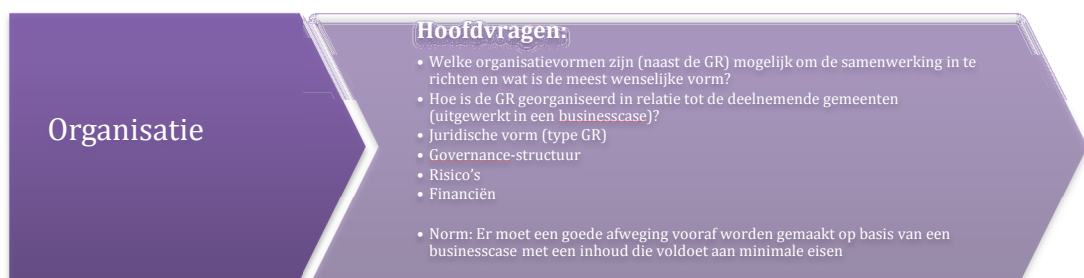 Organisatie
Hoofdvragen:
• Welke organisatievormen zijn (naast de GR) mogelijk om de samenwerking in te
richten en wat is de meest wenselijke vorm?
• Hoe is de GR georganiseerd in relatie tot de deelnemende gemeenten
(uitgewerkt in een businesscase)?
• Juridische vorm (type GR)
• Governance-structuur
• Risico's
• Financiën
• Norm: Er moet een goede afweging vooraf worden gemaakt op basis van een
businesscase met een inhoud die voldoet aan minimale eisen